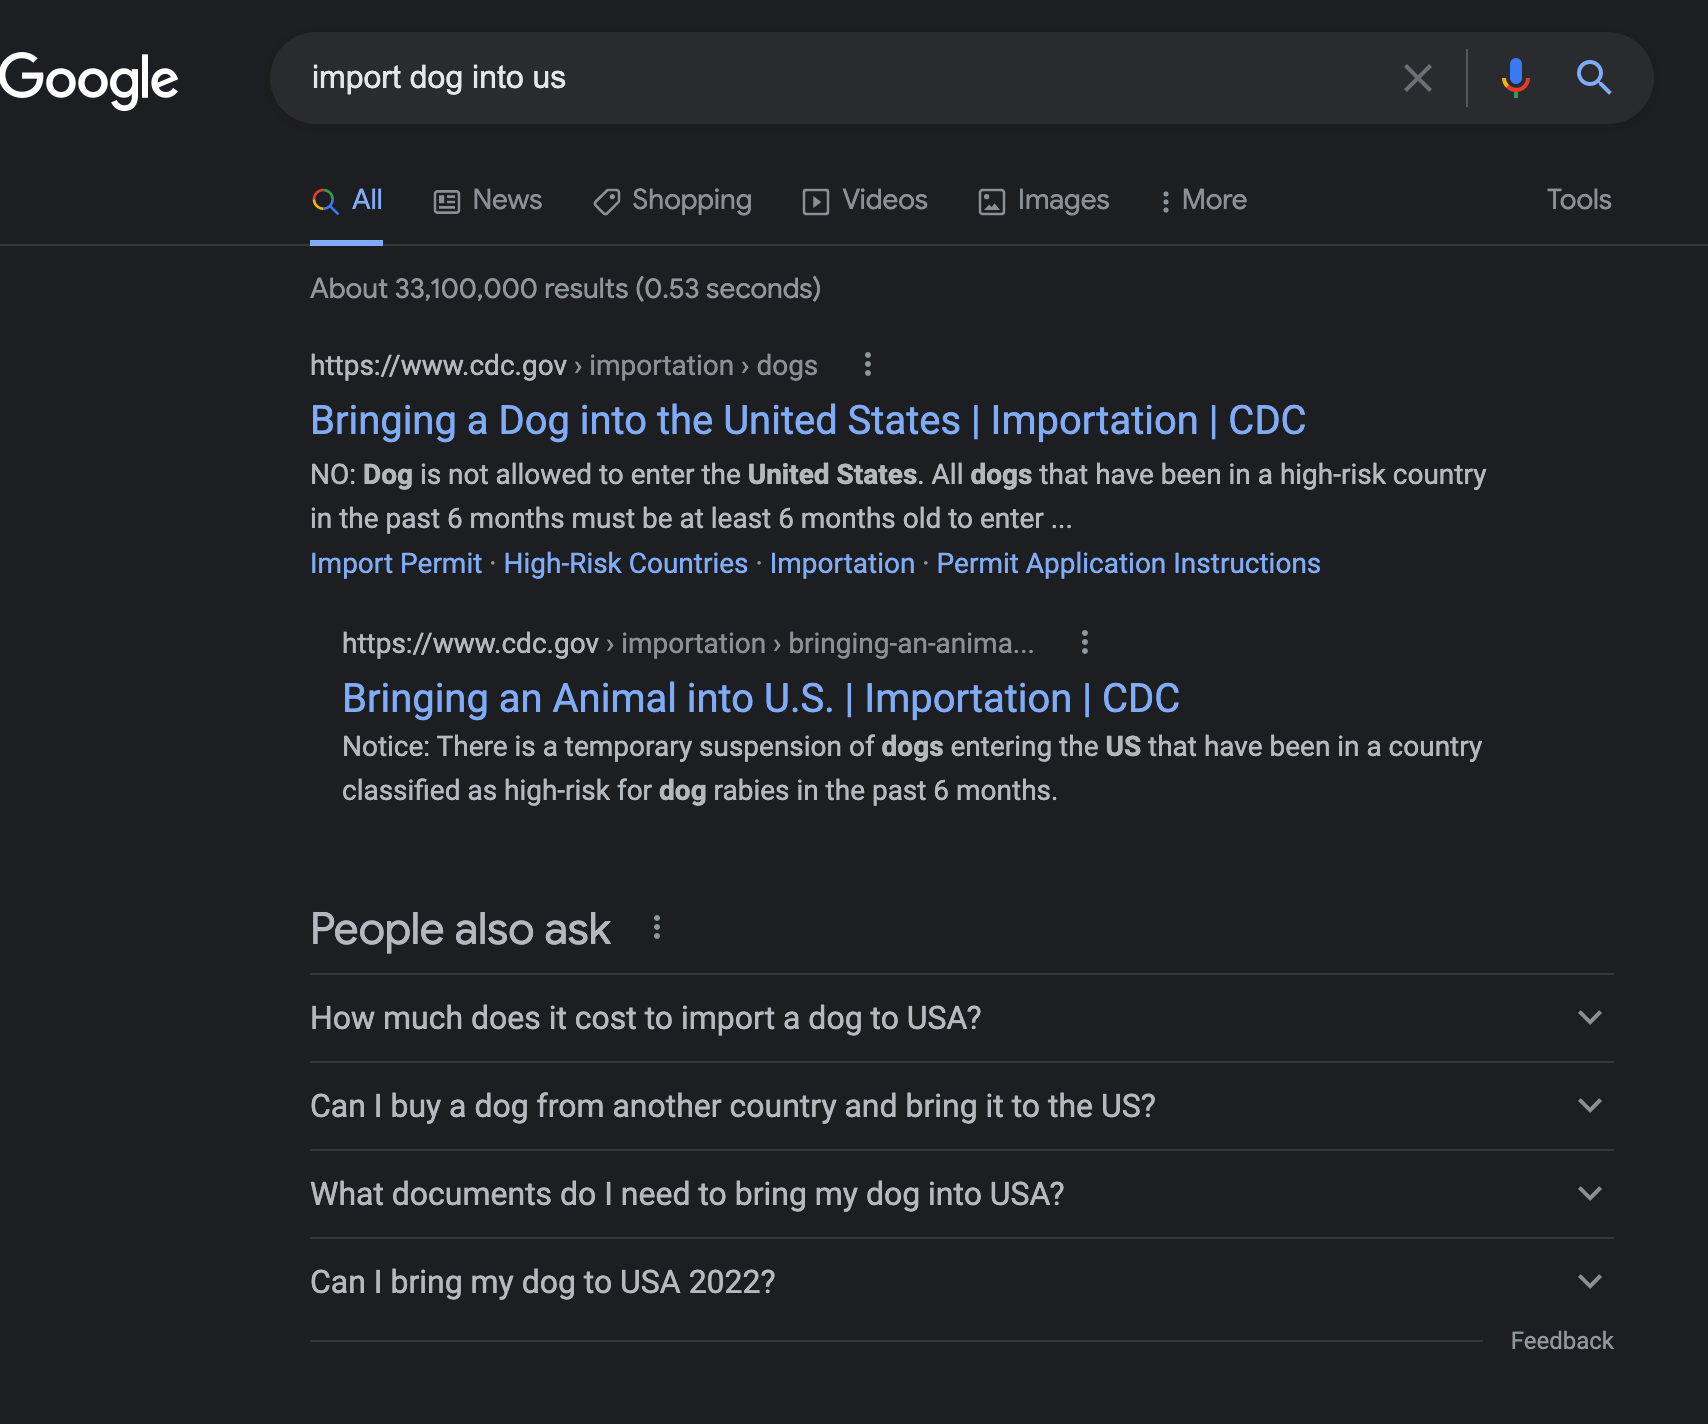 Google
import dog into us
All
News
Shopping
Videos
Images
More
Tools
About 33,100,000 results (0.53 seconds)
https://www.cdc.gov › importation › dogs
Bringing a Dog into the United States | Importation | CDC
NO: Dog is not allowed to enter the United States. All dogs that have been in a high-risk country
in the past 6 months must be at least 6 months old to enter ...
Import Permit · High-Risk Countries · Importation · Permit Application Instructions
https://www.cdc.gov › importation › bringing-an-anima...
Bringing an Animal into U.S. | Importation | CDC
Notice: There is a temporary suspension of dogs entering the US that have been in a country
classified as high-risk for dog rabies in the past 6 months.
People also ask
How much does it cost to import a dog to USA?
Can I buy a dog from another country and bring it to the US?
What documents do I need to bring my dog into USA?
Can I bring my dog to USA 2022?
Feedback